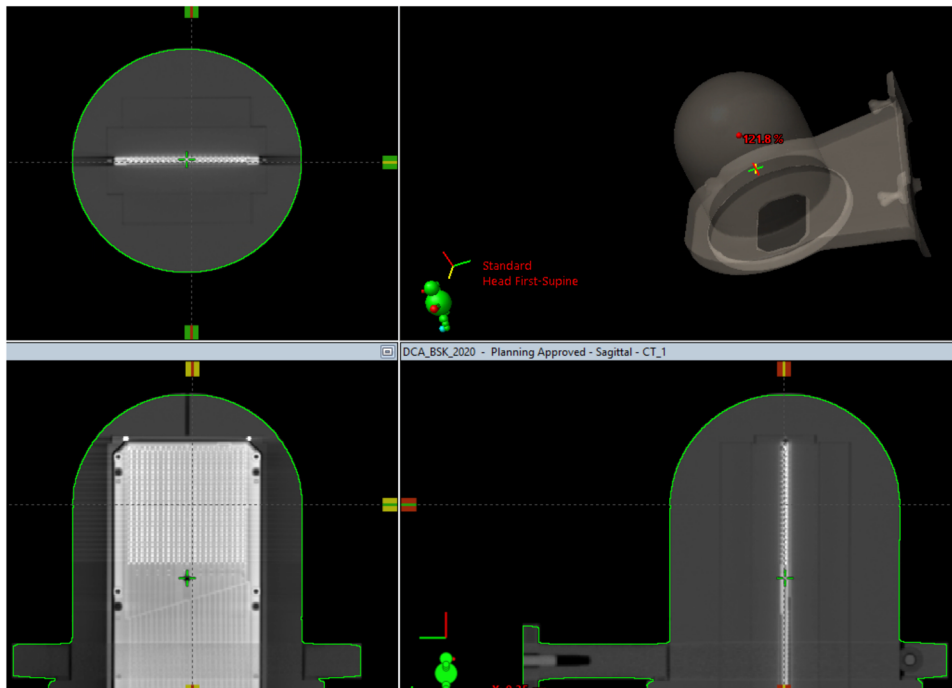 121.8 %
Standard
Head First-Supine
DCA_BSK_2020 - Planning Approved - Sagittal - CT_1